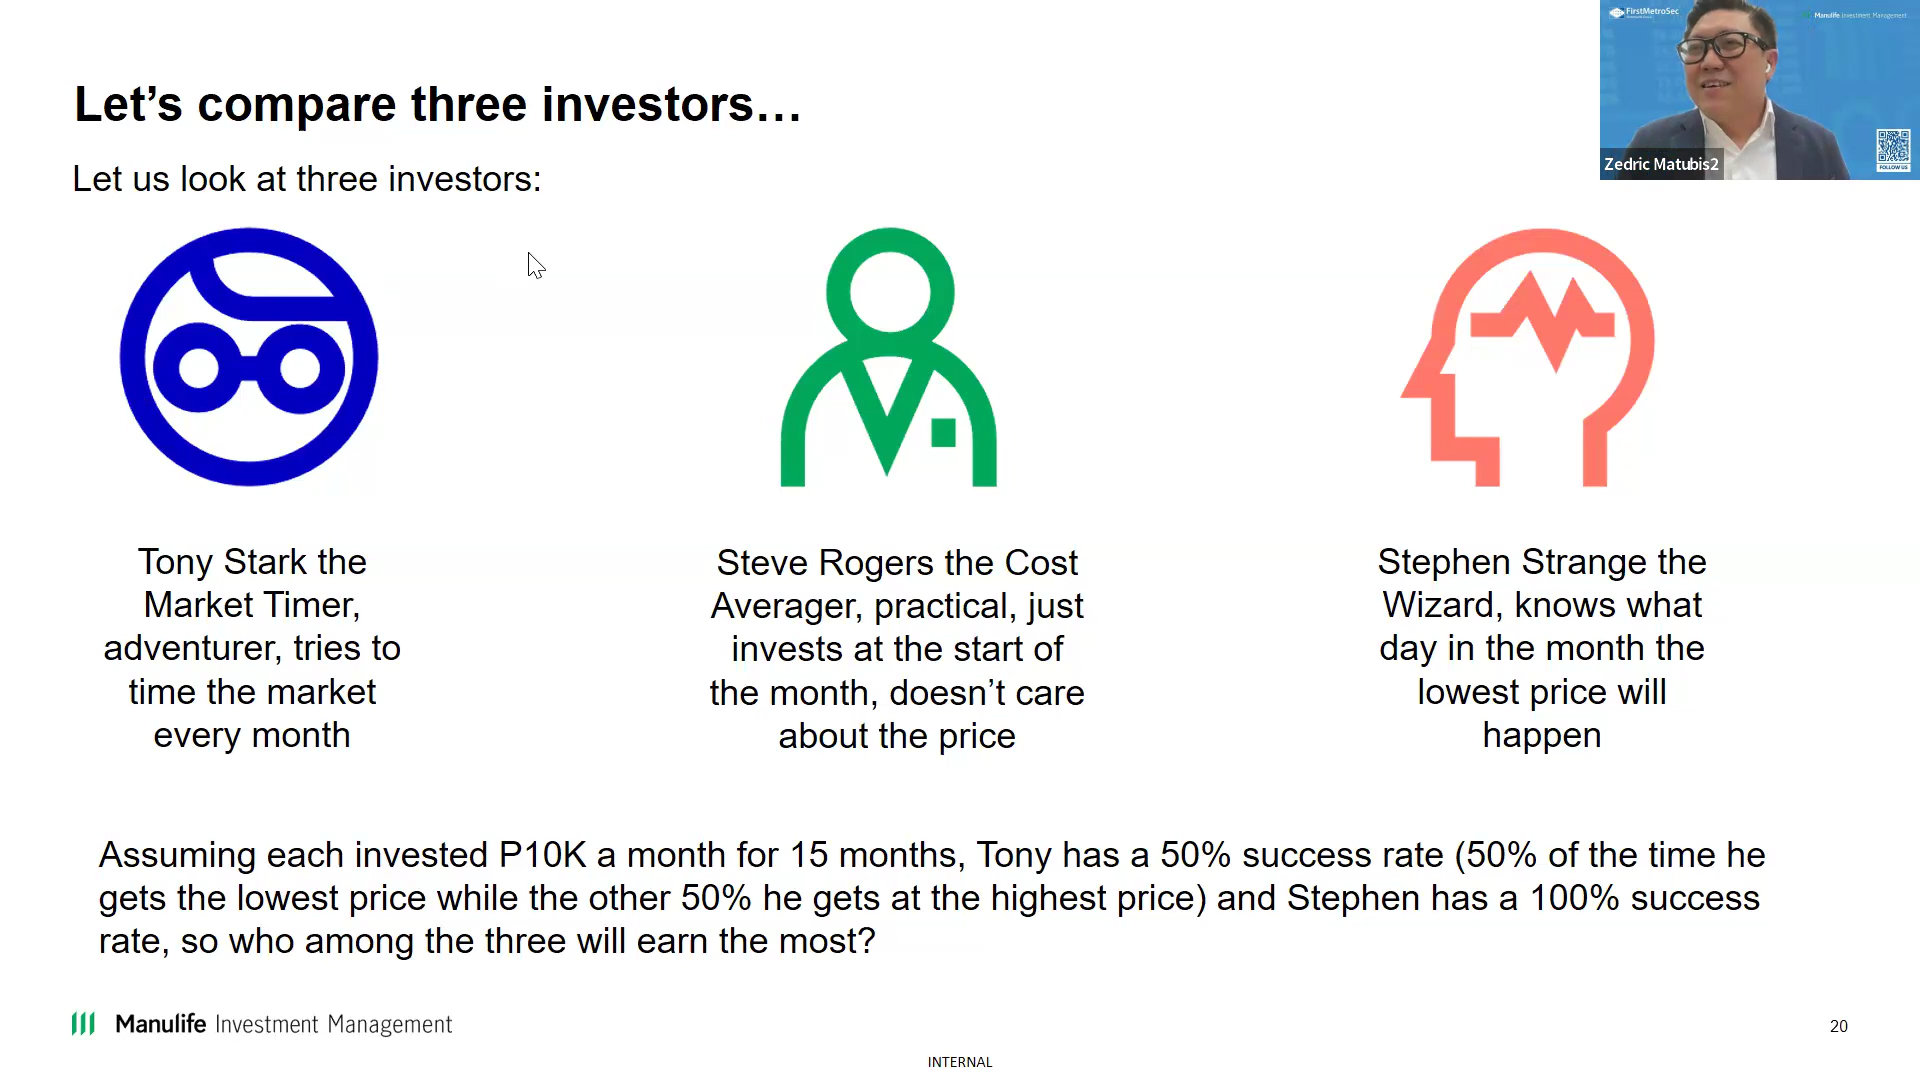 FirstMetroSec
Manulife Investment Management
Let’s compare three investors…
Let us look at three investors:
Zedric Matubis2
FOLLOW US
Tony Stark the
Market Timer,
adventurer, tries to
time the market
every month
Steve Rogers the Cost
Averager, practical, just
invests at the start of
the month, doesn’t care
about the price
Stephen Strange the
Wizard, knows what
day in the month the
lowest price will
happen
Assuming each invested P10K a month for 15 months, Tony has a 50% success rate (50% of the time he
gets the lowest price while the other 50% he gets at the highest price) and Stephen has a 100% success
rate, so who among the three will earn the most?
Manulife Investment Management
20
INTERNAL